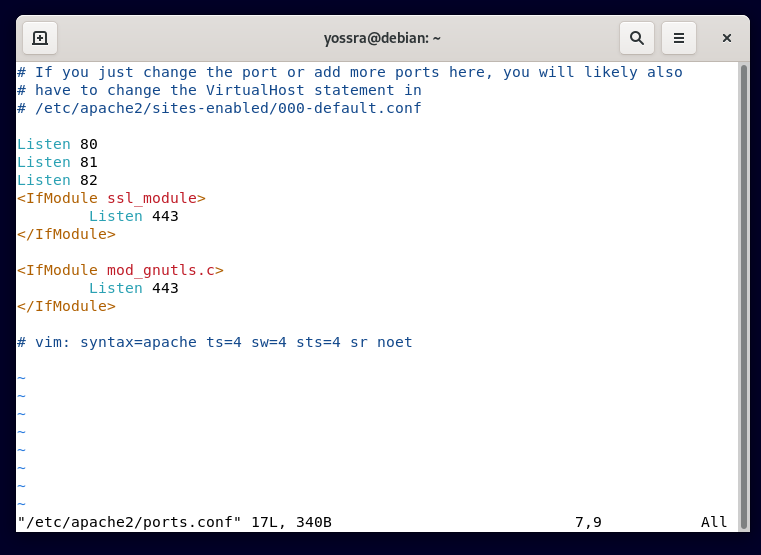 yossra@debian: ~
# If you just change the port or add more ports here, you will likely also
# have to change the VirtualHost statement in
# /etc/apache2/sites-enabled/000-default.conf
Listen 80
Listen 81
Listen 82
<IfModule ssl_module>
        Listen 443
</IfModule>
<IfModule mod_gnutls.c>
        Listen 443
</IfModule>
# vim: syntax=apache ts=4 sw=4 sts=4 sr noet
~
~
~
~
~
~
~
~
"/etc/apache2/ports.conf" 17L, 340B 7,9 All